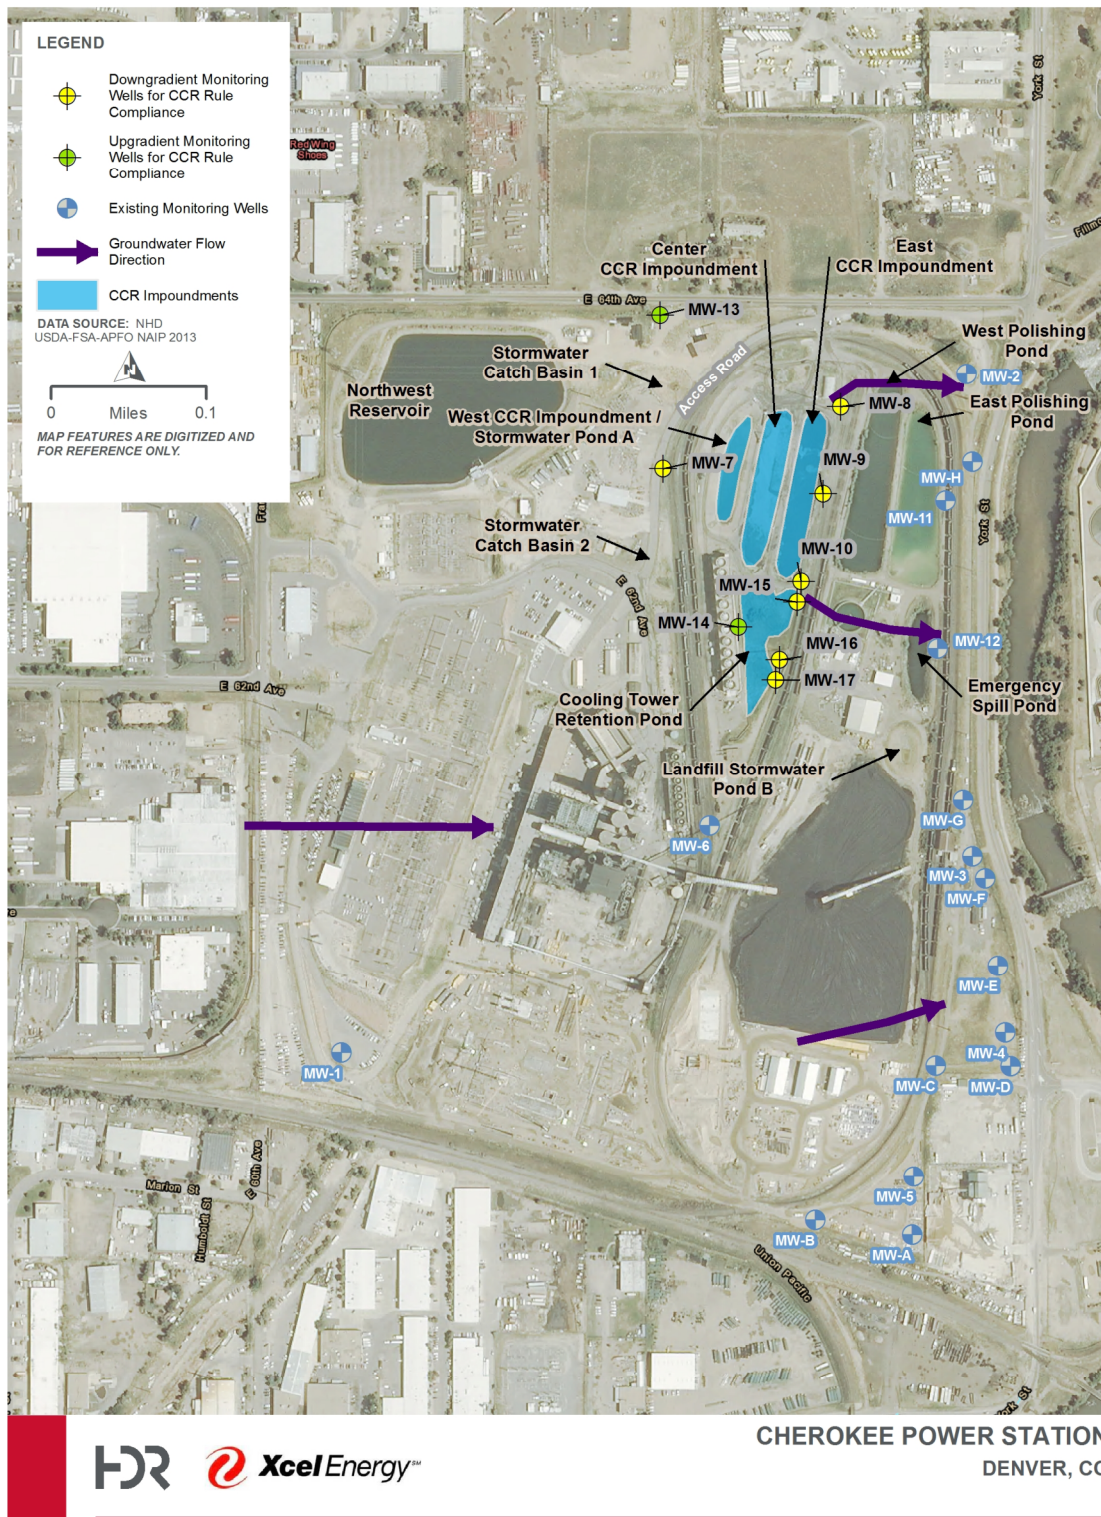 LEGEND
Downgradient Monitoring
Wells for CCR Rule
Compliance
Upgradient Monitoring
Wells for CCR Rule
Compliance
Existing Monitoring Wells
Groundwater Flow
Direction
CCR Impoundments
DATA SOURCE: NHD
USDA-FSA-APFO NAIP 2013
N
0 Miles 0.1
MAP FEATURES ARE DIGITIZED AND
FOR REFERENCE ONLY.
Red Wing
Shoes
York St
Center
CCR Impoundment
East
CCR Impoundment
E 64th Ave
MW-13
West Polishing
Pond
Stormwater
Catch Basin 1
Access Road
MW-2
Northwest
Reservoir
MW-8
East Polishing
Pond
West CCR Impoundment /
Stormwater Pond A
MW-7
MW-9
MW-H
MW-11
York St
Stormwater
Catch Basin 2
MW-10
E 62nd Ave
MW-15
MW-14
MW-12
MW-16
MW-17
E 62nd Ave
Cooling Tower
Retention Pond
Emergency
Spill Pond
Landfill Stormwater
Pond B
MW-G
MW-6
MW-3
MW-F
MW-E
MW-4
MW-1
MW-C
MW-D
E 60th Ave
Marion St
Humboldt St
MW-5
MW-B
MW-A
Union Pacific
HDR
Xcel Energy℠
CHEROKEE POWER STATION
DENVER, CO